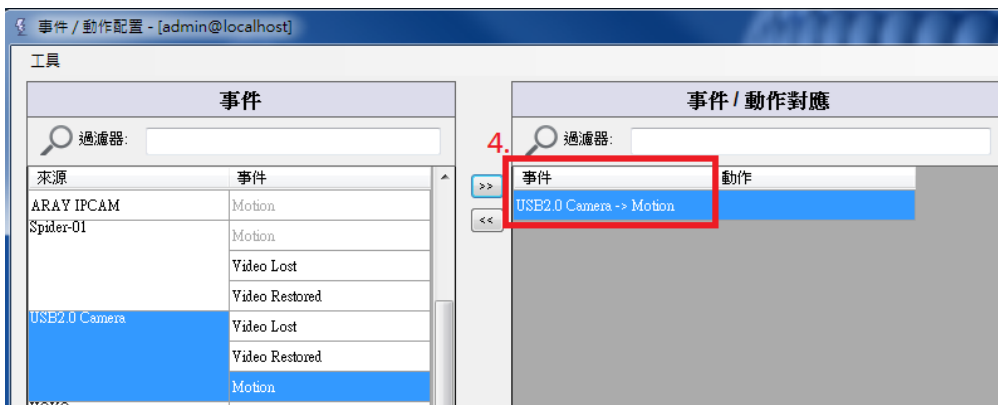 事件 / 動作配置 - [admin@localhost]
工具
事件
過濾器:
來源 事件
ARAY IPCAM Motion
Spider-01 Motion
Video Lost
Video Restored
USB2.0 Camera Video Lost
Video Restored
Motion
4.
>>
<<
事件 / 動作對應
過濾器:
事件 動作
USB2.0 Camera -> Motion